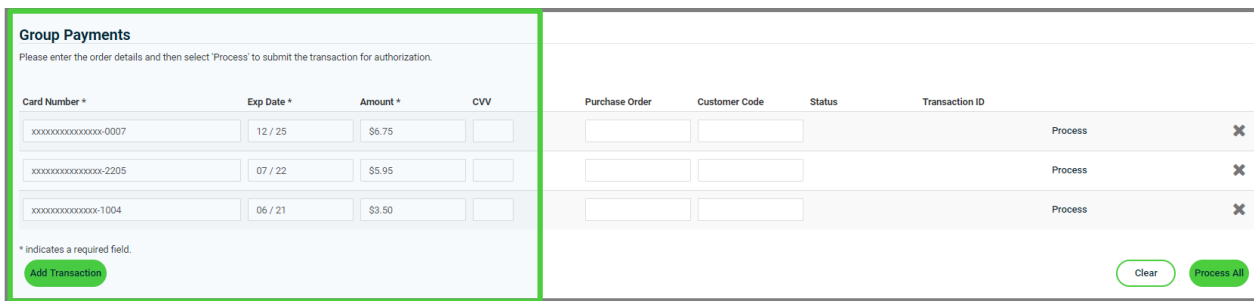 Group Payments
Please enter the order details and then select 'Process' to submit the transaction for authorization.
Card Number * Exp Date * Amount * CVV Purchase Order Customer Code Status Transaction ID
xxxxxxxxxxxxxxx-0007 12 / 25 $6.75 Process
xxxxxxxxxxxxxxx-2205 07 / 22 $5.95 Process
xxxxxxxxxxxxxx-1004 06 / 21 $3.50 Process
* indicates a required field.
Add Transaction Clear Process All